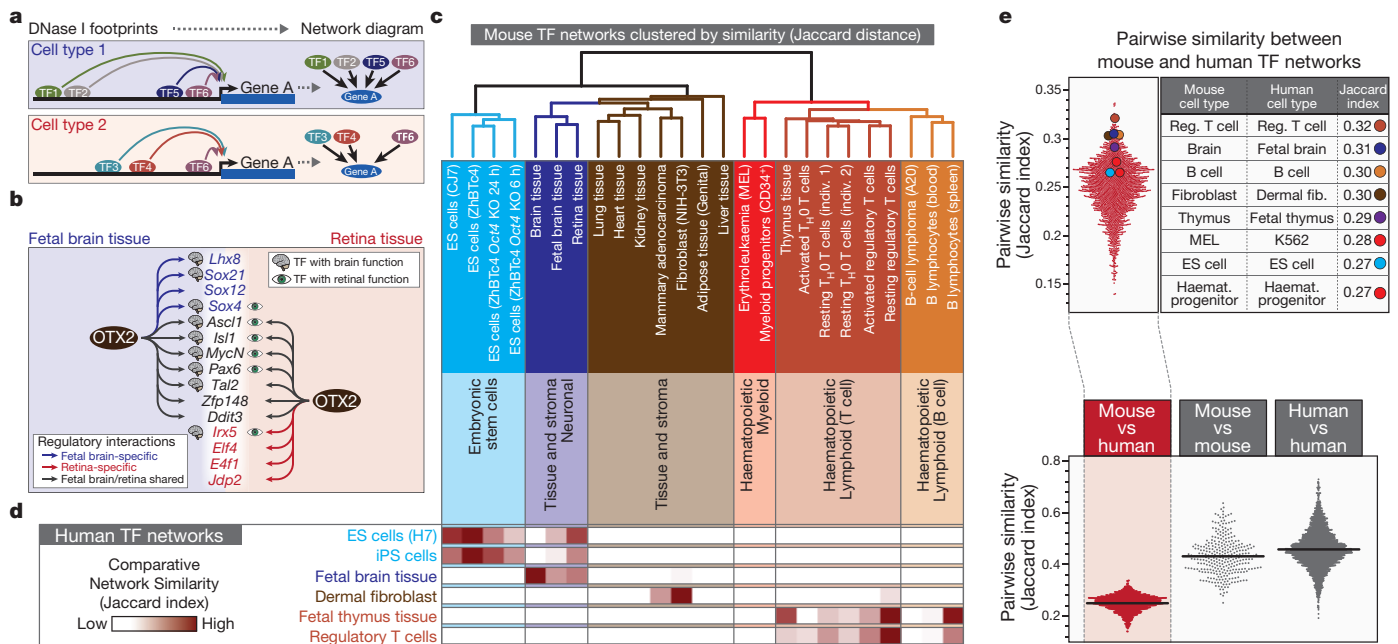 a
DNase I footprints
Network diagram
Cell type 1
TF1
TF2
TF5
TF6
Gene A
TF1
TF2
TF5
TF6
Gene A
Cell type 2
TF3
TF4
TF6
Gene A
TF3
TF4
TF6
Gene A
b
Fetal brain tissue
Retina tissue
TF with brain function
TF with retinal function
OTX2
Lhx8
Sox21
Sox12
Sox4
Ascl1
Isl1
MycN
Pax6
Tal2
Zfp148
Ddit3
Irx5
Elf4
E4f1
Jdp2
OTX2
Regulatory interactions
Fetal brain-specific
Retina-specific
Fetal brain/retina shared
c
Mouse TF networks clustered by similarity (Jaccard distance)
ES cells (CJ7)
ES cells (ZhBTc4)
ES cells (ZhBTc4 Oct4 KO 24 h)
ES cells (ZhBTc4 Oct4 KO 6 h)
Brain tissue
Fetal brain tissue
Retina tissue
Lung tissue
Heart tissue
Kidney tissue
Mammary adenocarcinoma
Fibroblast (NIH-3T3)
Adipose tissue (Genital)
Liver tissue
Erythroleukaemia (MEL)
Myeloid progenitors (CD34+)
Thymus tissue
Activated TH0 T cells
Resting TH0 T cells (indiv. 1)
Resting TH0 T cells (indiv. 2)
Activated regulatory T cells
Resting regulatory T cells
B-cell lymphoma (A20)
B lymphocytes (blood)
B lymphocytes (spleen)
Embryonic
stem cells
Tissue and stroma
Neuronal
Tissue and stroma
Haematopoietic
Myeloid
Haematopoietic
Lymphoid (T cell)
Haematopoietic
Lymphoid (B cell)
d
Human TF networks
Comparative
Network Similarity
(Jaccard index)
Low
High
ES cells (H7)
iPS cells
Fetal brain tissue
Dermal fibroblast
Fetal thymus tissue
Regulatory T cells
e
Pairwise similarity between
mouse and human TF networks
Pairwise similarity
(Jaccard index)
0.35
0.3
0.25
0.2
0.15
Mouse
cell type
Human
cell type
Jaccard
index
Reg. T cell
Reg. T cell
0.32
Brain
Fetal brain
0.31
B cell
B cell
0.30
Fibroblast
Dermal fib.
0.30
Thymus
Fetal thymus
0.29
MEL
K562
0.28
ES cell
ES cell
0.27
Haemat.
progenitor
Haemat.
progenitor
0.27
Mouse
vs
human
Mouse
vs
mouse
Human
vs
human
Pairwise similarity
(Jaccard index)
0.8
0.6
0.4
0.2